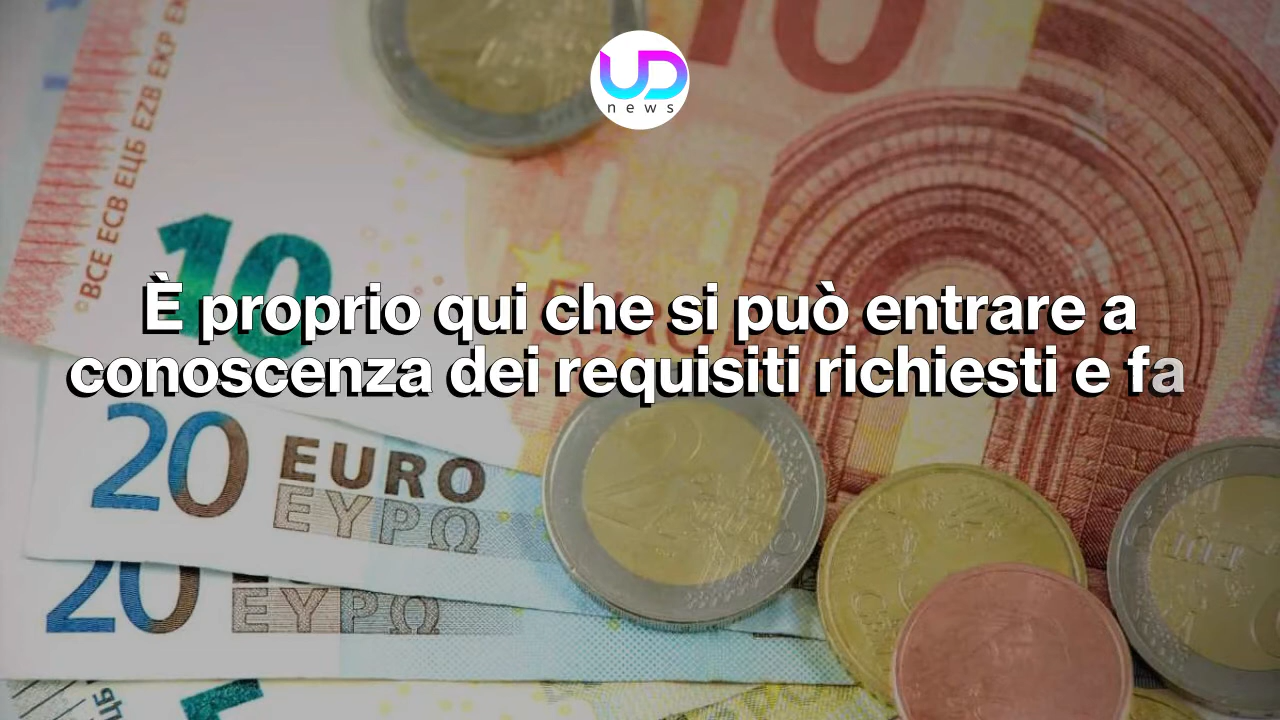 UD
news
10
BCE ECB ЕЦБ EZB EKP
10
È proprio qui che si può entrare a
conoscenza dei requisiti richiesti e fa
20 EURO
ΕΥΡΩ
20
ΕΥΡΩ